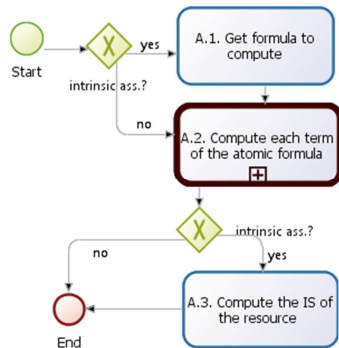 Start
X
yes
intrinsic ass.?
no
A.1. Get formula to
compute
A.2. Compute each term
of the atomic formula
X
intrinsic ass.?
no
yes
A.3. Compute the IS of
the resource
End